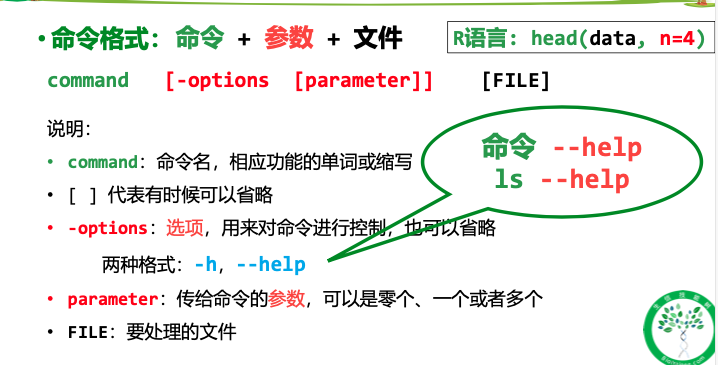 •命令格式：命令 + 参数 + 文件
R语言: head(data, n=4)
command [-options [parameter]] [FILE]
说明：
命令 --help
ls --help
• command：命令名，相应功能的单词或缩写
• [ ] 代表有时候可以省略
• -options：选项，用来对命令进行控制，也可以省略
两种格式：-h，--help
• parameter：传给命令的参数，可以是零个、一个或者多个
• FILE：要处理的文件